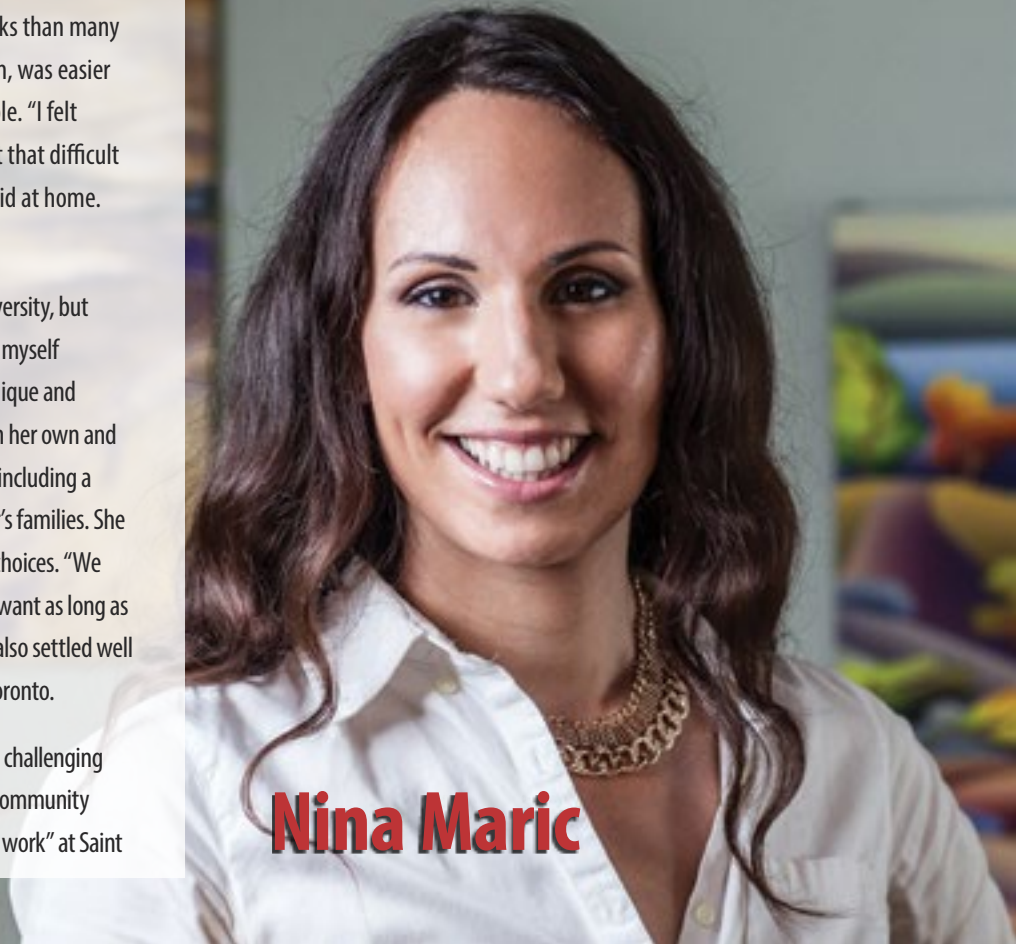 ks than many
n, was easier
le. “I felt
t that difficult
id at home.
versity, but
myself
ique and
n her own and
including a
’s families. She
choices. “We
want as long as
also settled well
oronto.
challenging
ommunity
work” at Saint
Nina Maric